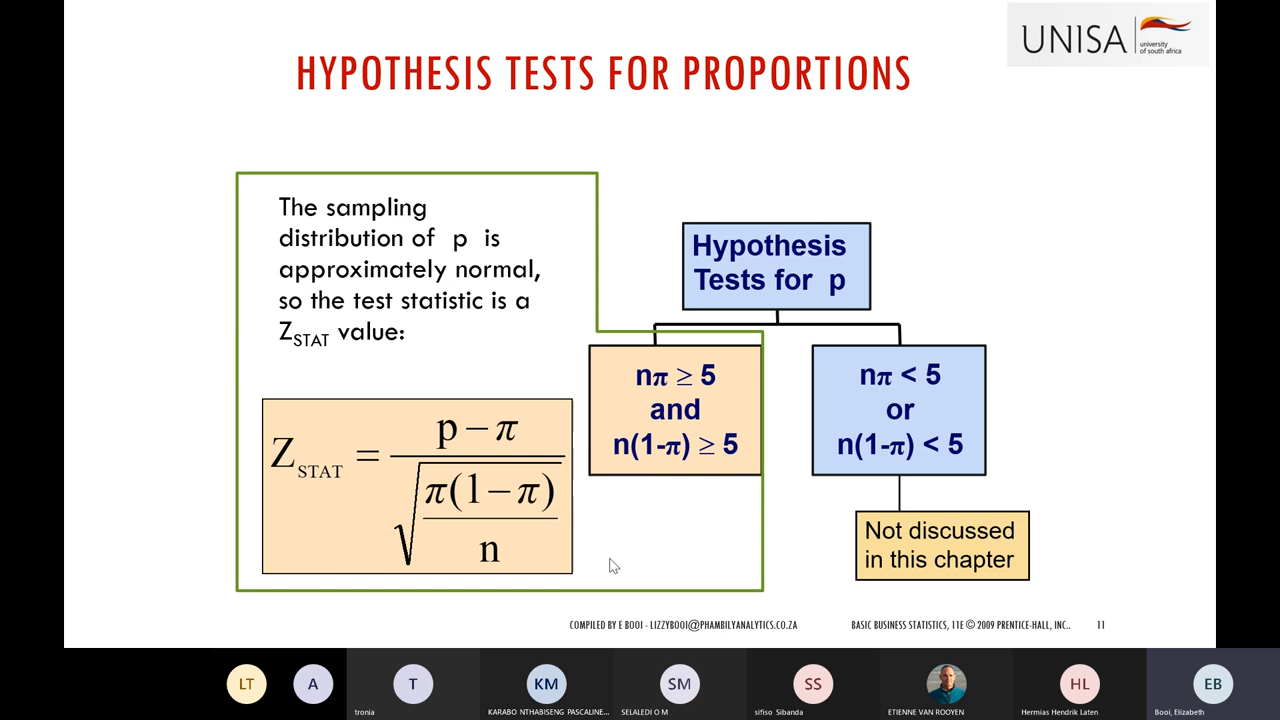 UNISA
university
of south africa
HYPOTHESIS TESTS FOR PROPORTIONS
The sampling
distribution of p is
approximately normal,
so the test statistic is a
ZSTAT value:
ZSTAT = p − π
√ π(1 − π)
n
Hypothesis
Tests for p
nπ ≥ 5
and
n(1-π) ≥ 5
nπ < 5
or
n(1-π) < 5
Not discussed
in this chapter
COMPILED BY E BOOI - LIZZYBOOI@PHAMBILYANALYTICS.CO.ZA
BASIC BUSINESS STATISTICS, 11E © 2009 PRENTICE-HALL, INC..
11
LT
A
T
tronia
KM
KARABO NTHABISENG PASCALINE...
SM
SELALEDI O M
SS
sifiso Sibanda
ETIENNE VAN ROOYEN
HL
Hermias Hendrik Laten
EB
Booi, Elizabeth